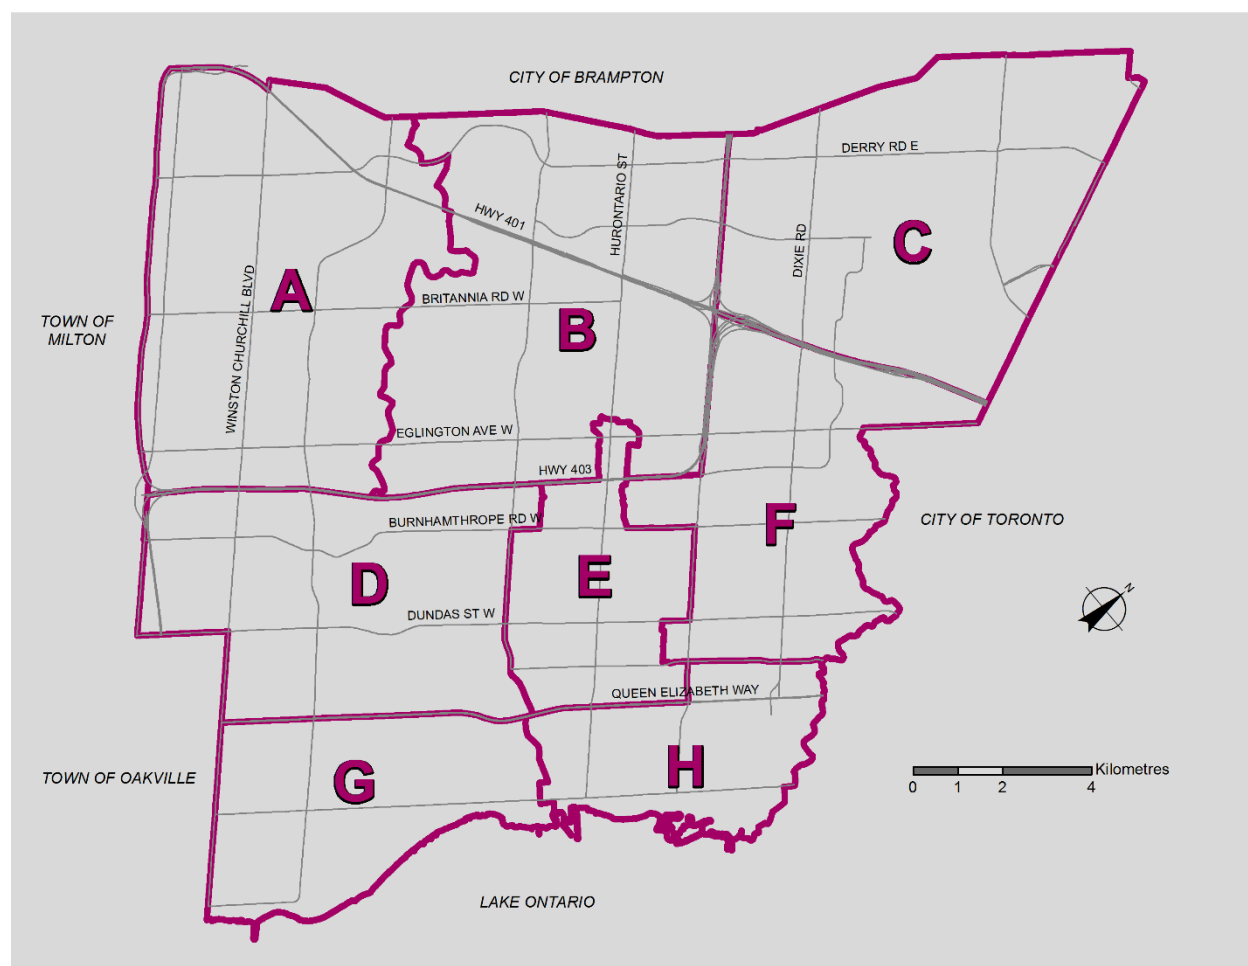 CITY OF BRAMPTON
DERRY RD E
HURONTARIO ST
HWY 401
DIXIE RD
C
WINSTON CHURCHILL BLVD
A
BRITANNIA RD W
B
TOWN OF
MILTON
EGLINGTON AVE W
HWY 403
BURNHAMTHROPE RD W
F
CITY OF TORONTO
D
E
N
DUNDAS ST W
QUEEN ELIZABETH WAY
TOWN OF OAKVILLE
G
H
Kilometres
0 1 2 4
LAKE ONTARIO